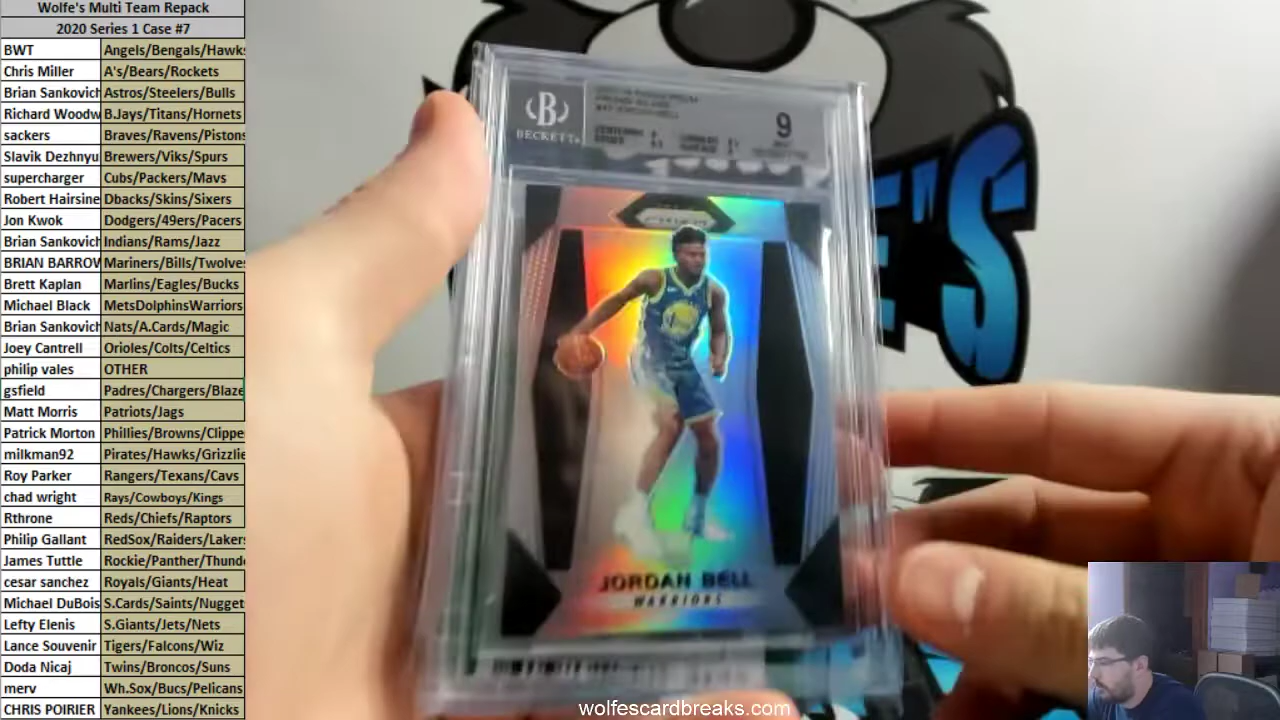 Wolfe's Multi Team Repack
2020 Series 1 Case #7
BWT Angels/Bengals/Hawks
Chris Miller A's/Bears/Rockets
Brian Sankovich Astros/Steelers/Bulls
Richard Woodw B.Jays/Titans/Hornets
sackers Braves/Ravens/Pistons
Slavik Dezhnyu Brewers/Viks/Spurs
supercharger Cubs/Packers/Mavs
Robert Hairsine Dbacks/Skins/Sixers
Jon Kwok Dodgers/49ers/Pacers
Brian Sankovich Indians/Rams/Jazz
BRIAN BARROW Mariners/Bills/Twolves
Brett Kaplan Marlins/Eagles/Bucks
Michael Black MetsDolphinsWarriors
Brian Sankovich Nats/A.Cards/Magic
Joey Cantrell Orioles/Colts/Celtics
philip vales OTHER
gsfield Padres/Chargers/Blaze
Matt Morris Patriots/Jags
Patrick Morton Phillies/Browns/Clippe
milkman92 Pirates/Hawks/Grizzlie
Roy Parker Rangers/Texans/Cavs
chad wright Rays/Cowboys/Kings
Rthrone Reds/Chiefs/Raptors
Philip Gallant RedSox/Raiders/Lakers
James Tuttle Rockie/Panther/Thund
cesar sanchez Royals/Giants/Heat
Michael DuBois S.Cards/Saints/Nugget
Lefty Elenis S.Giants/Jets/Nets
Lance Souvenir Tigers/Falcons/Wiz
Doda Nicaj Twins/Broncos/Suns
merv Wh.Sox/Bucs/Pelicans
CHRIS POIRIER Yankees/Lions/Knicks
B
BECKETT
9
MINT
PRIZM
JORDAN BELL
WARRIORS
E'S
wolfescardbreaks.com